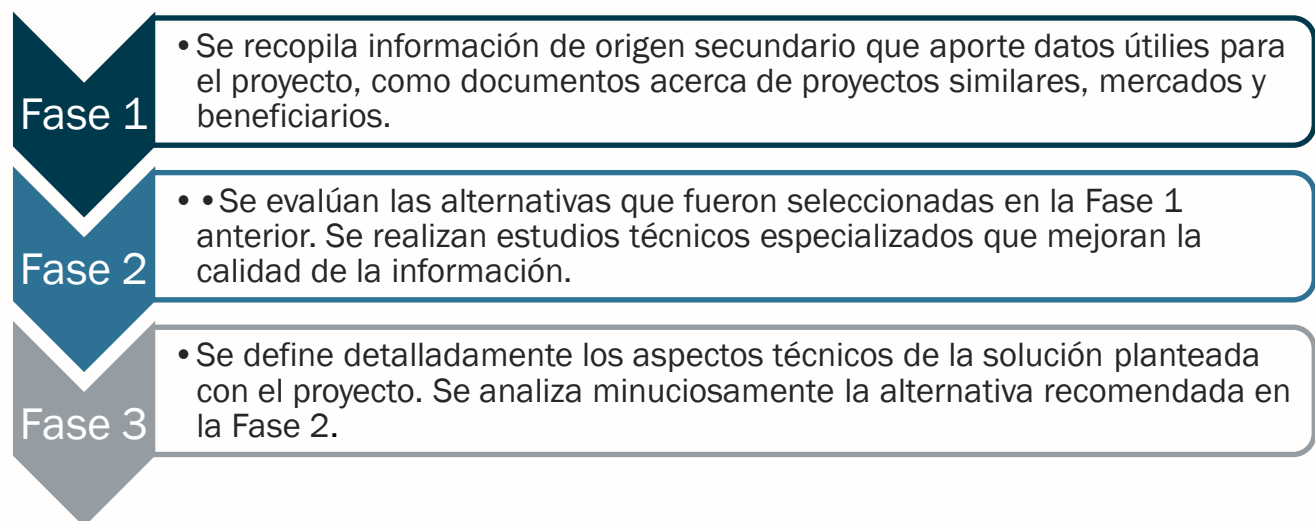 Fase 1
• Se recopila información de origen secundario que aporte datos útilies para
el proyecto, como documentos acerca de proyectos similares, mercados y
beneficiarios.
Fase 2
• •Se evalúan las alternativas que fueron seleccionadas en la Fase 1
anterior. Se realizan estudios técnicos especializados que mejoran la
calidad de la información.
Fase 3
• Se define detalladamente los aspectos técnicos de la solución planteada
con el proyecto. Se analiza minuciosamente la alternativa recomendada en
la Fase 2.